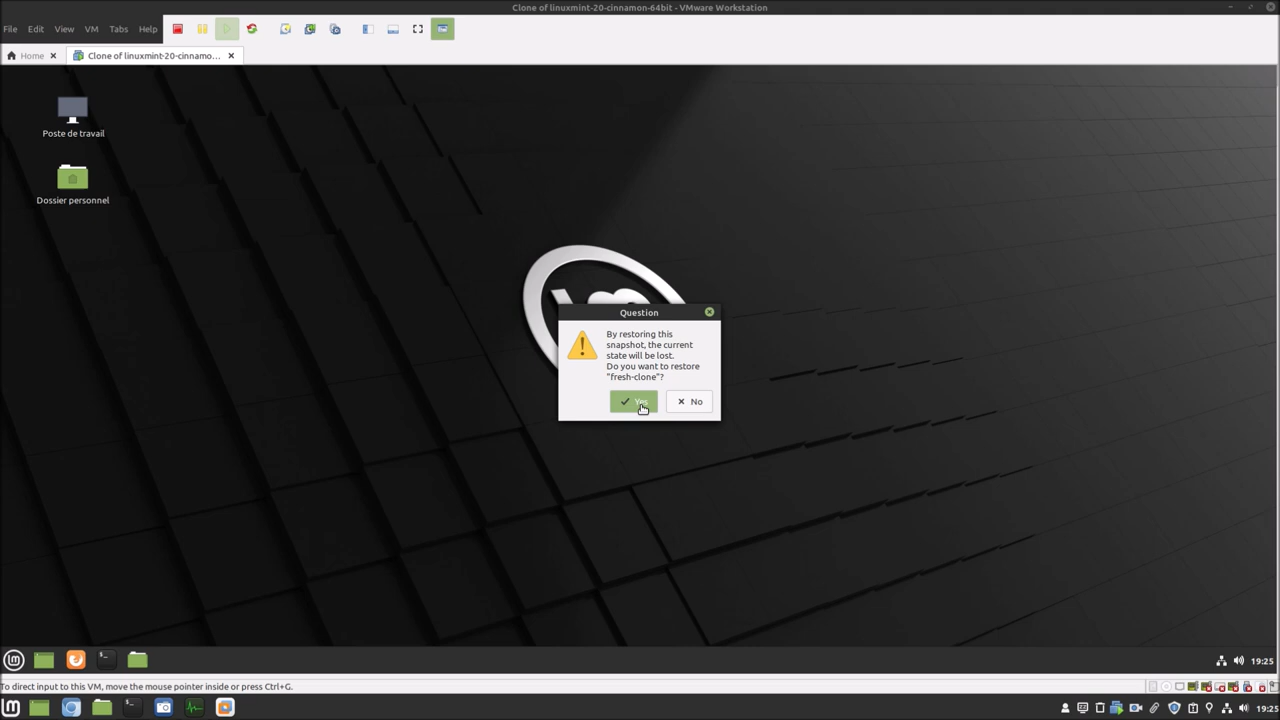 Clone of linuxmint-20-cinnamon-64bit - VMware Workstation
File Edit View VM Tabs Help
Home
Clone of linuxmint-20-cinnamo...
Poste de travail
Dossier personnel
Question
By restoring this
snapshot, the current
state will be lost.
Do you want to restore
"fresh-clone"?
Yes
No
19:25
To direct input to this VM, move the mouse pointer inside or press Ctrl+G.
19:25